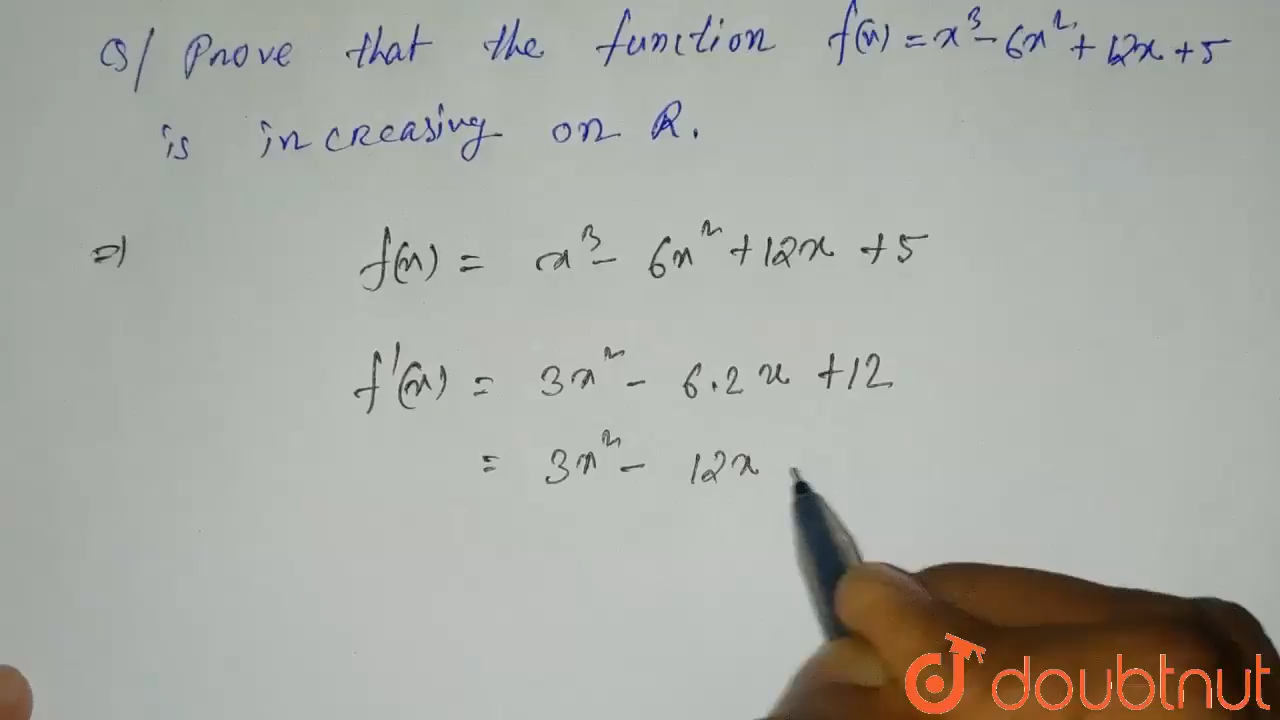 Q/ Prove that the function f(x) = x³ - 6x² + 12x + 5
is increasing on R.
⇒ f(x) = x³ - 6x² + 12x + 5
f'(x) = 3x² - 6.2x + 12
= 3x² - 12x
doubtnut